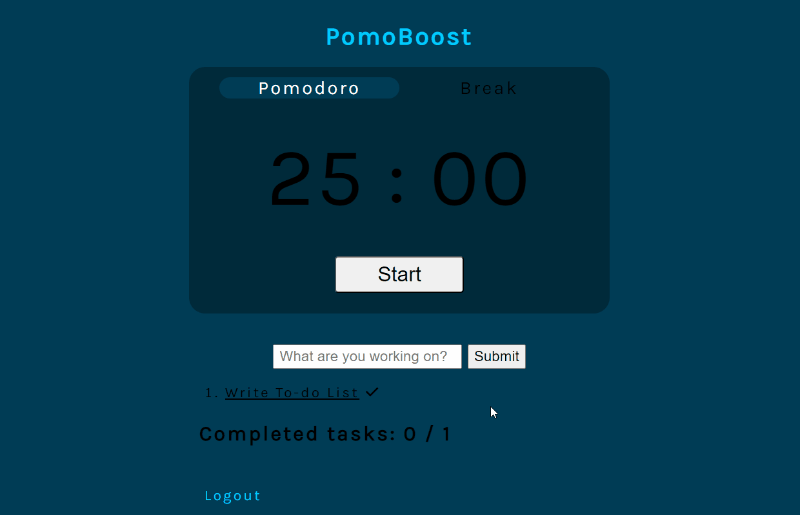 PomoBoost
Pomodoro Break
25 : 00
Start
What are you working on? Submit
1. Write To-do List ✓
Completed tasks: 0 / 1
Logout